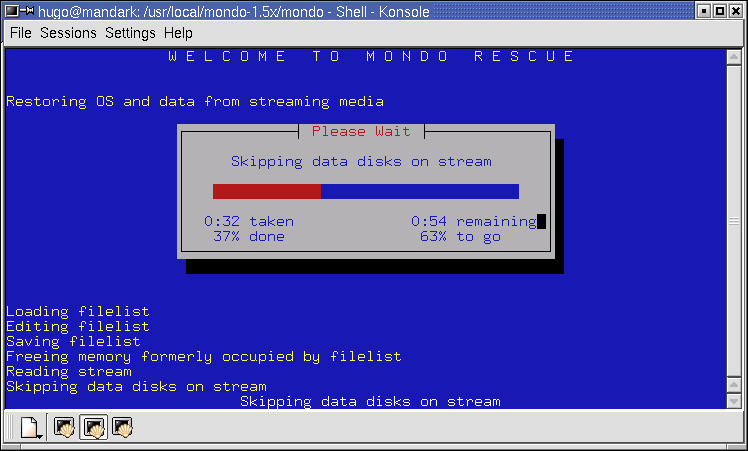 hugo@mandark: /usr/local/mondo-1.5x/mondo - Shell - Konsole
File Sessions Settings Help
W E L C O M E   T O   M O N D O   R E S C U E
Restoring OS and data from streaming media
Please Wait
Skipping data disks on stream
0:32 taken 0:54 remaining
37% done 63% to go
Loading filelist
Editing filelist
Saving filelist
Freeing memory formerly occupied by filelist
Reading stream
Skipping data disks on stream
Skipping data disks on stream